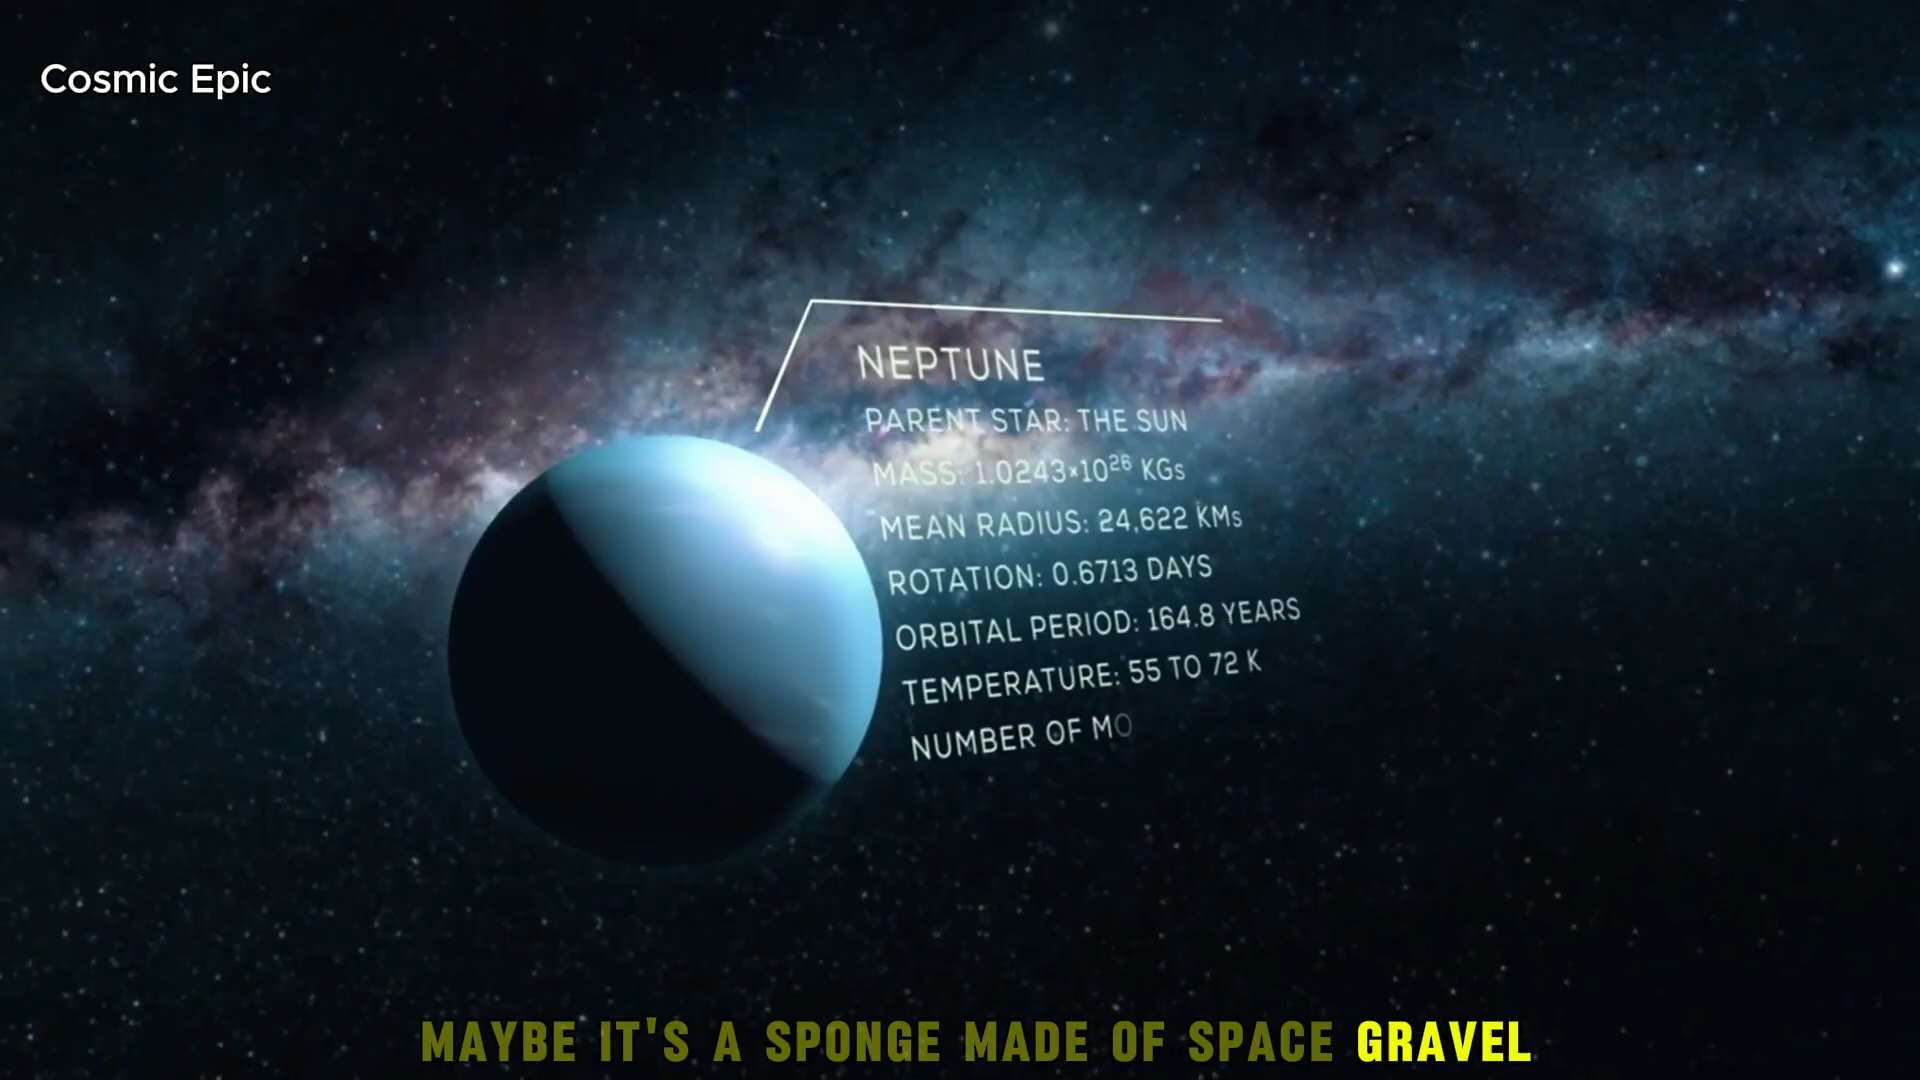 Cosmic Epic
NEPTUNE
PARENT STAR: THE SUN
MASS: 1.0243×10²⁶ KGs
MEAN RADIUS: 24,622 KMs
ROTATION: 0.6713 DAYS
ORBITAL PERIOD: 164.8 YEARS
TEMPERATURE: 55 TO 72 K
NUMBER OF MO
MAYBE IT'S A SPONGE MADE OF SPACE GRAVEL